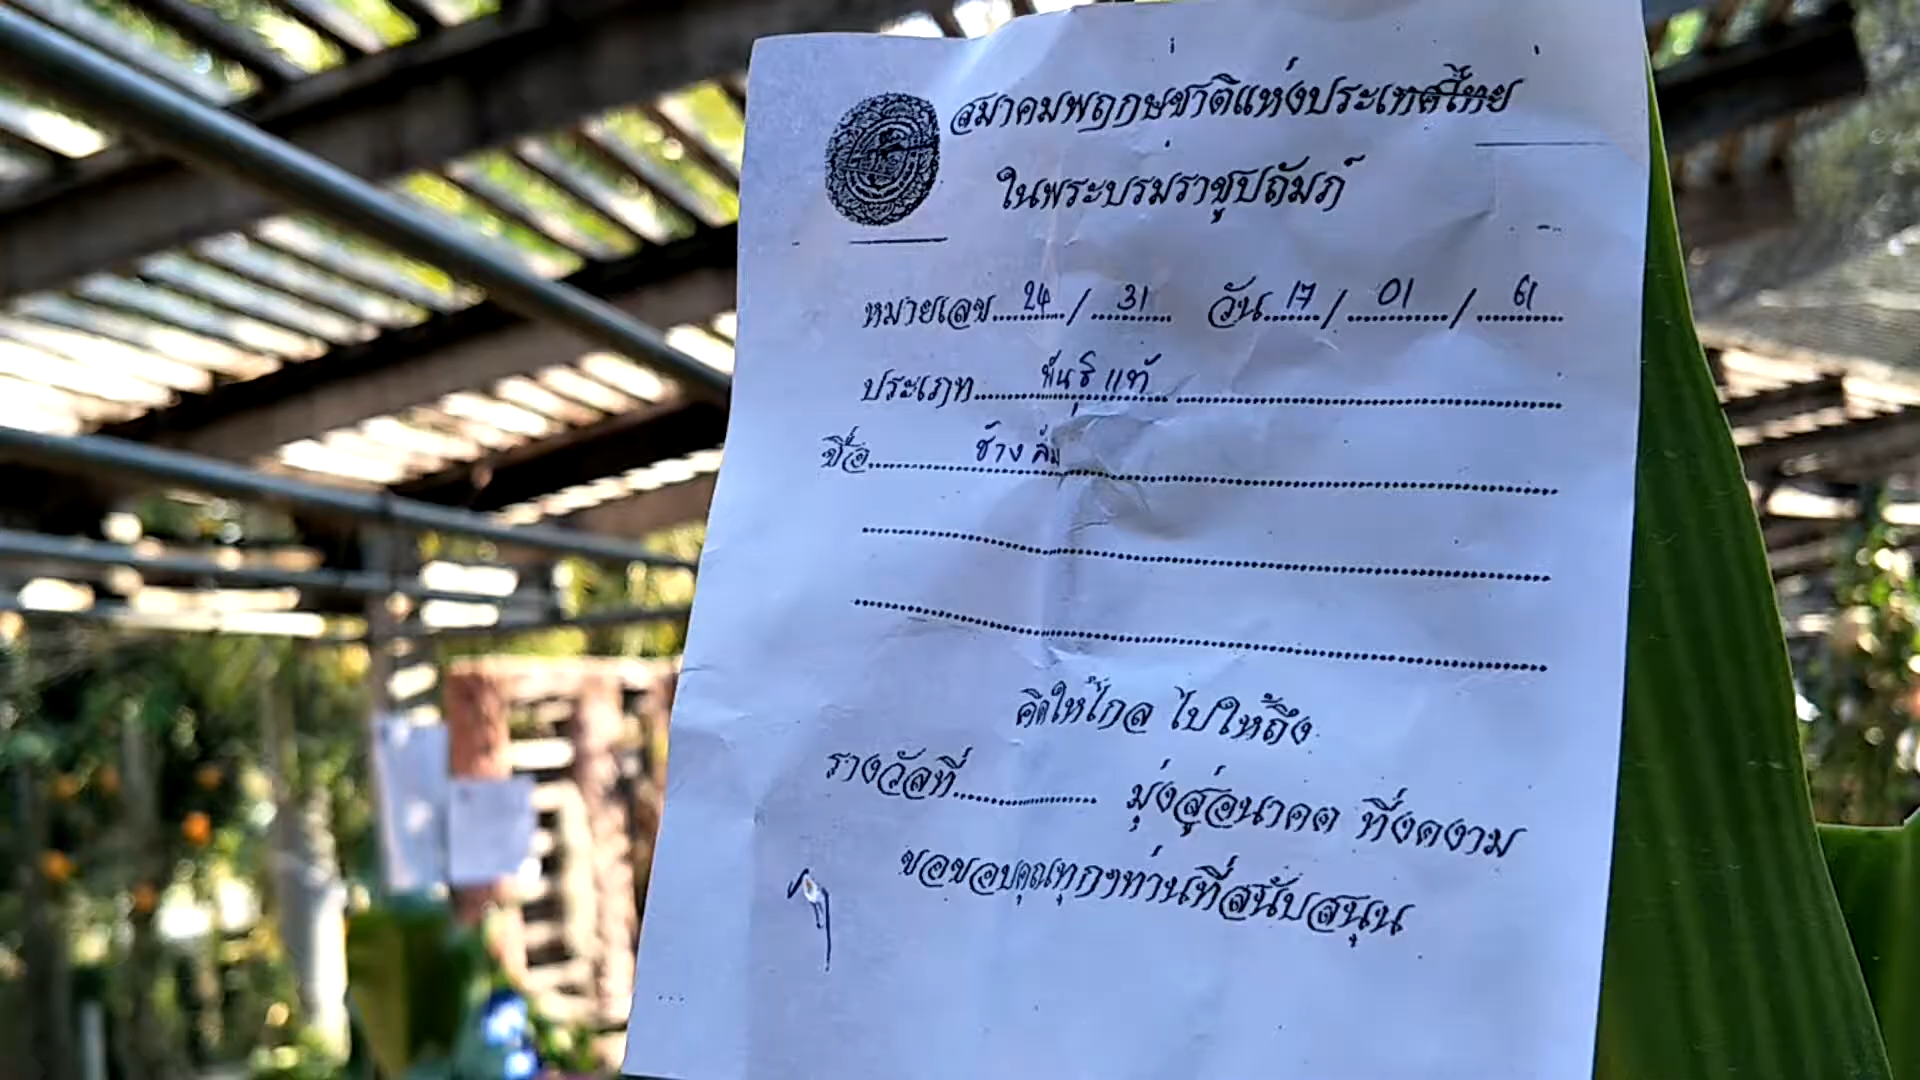 สมาคมพฤกษชาติแห่งประเทศไทย
ในพระบรมราชูปถัมภ์
หมายเลข 24 / 31 วัน 17 / 01 / 61
ประเภท พันธุ์แท้
ชื่อ ช้าง
คิดให้ไกล ไปให้ถึง
รางวัลที่ มุ่งสู่อนาคต ที่งดงาม
ขอขอบคุณทุกๆท่านที่สนับสนุน